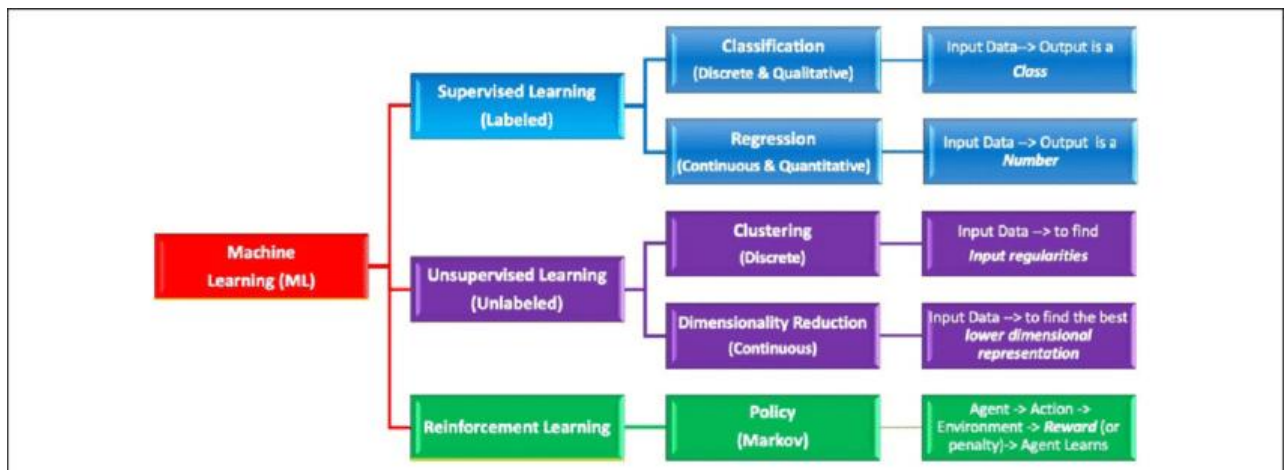 Machine
Learning (ML)
Supervised Learning
(Labeled)
Classification
(Discrete & Qualitative)
Input Data--> Output is a
Class
Regression
(Continuous & Quantitative)
Input Data --> Output is a
Number
Unsupervised Learning
(Unlabeled)
Clustering
(Discrete)
Input Data --> to find
Input regularities
Dimensionality Reduction
(Continuous)
Input Data --> to find the best
lower dimensional
representation
Reinforcement Learning
Policy
(Markov)
Agent -> Action ->
Environment -> Reward (or
penalty)-> Agent Learns